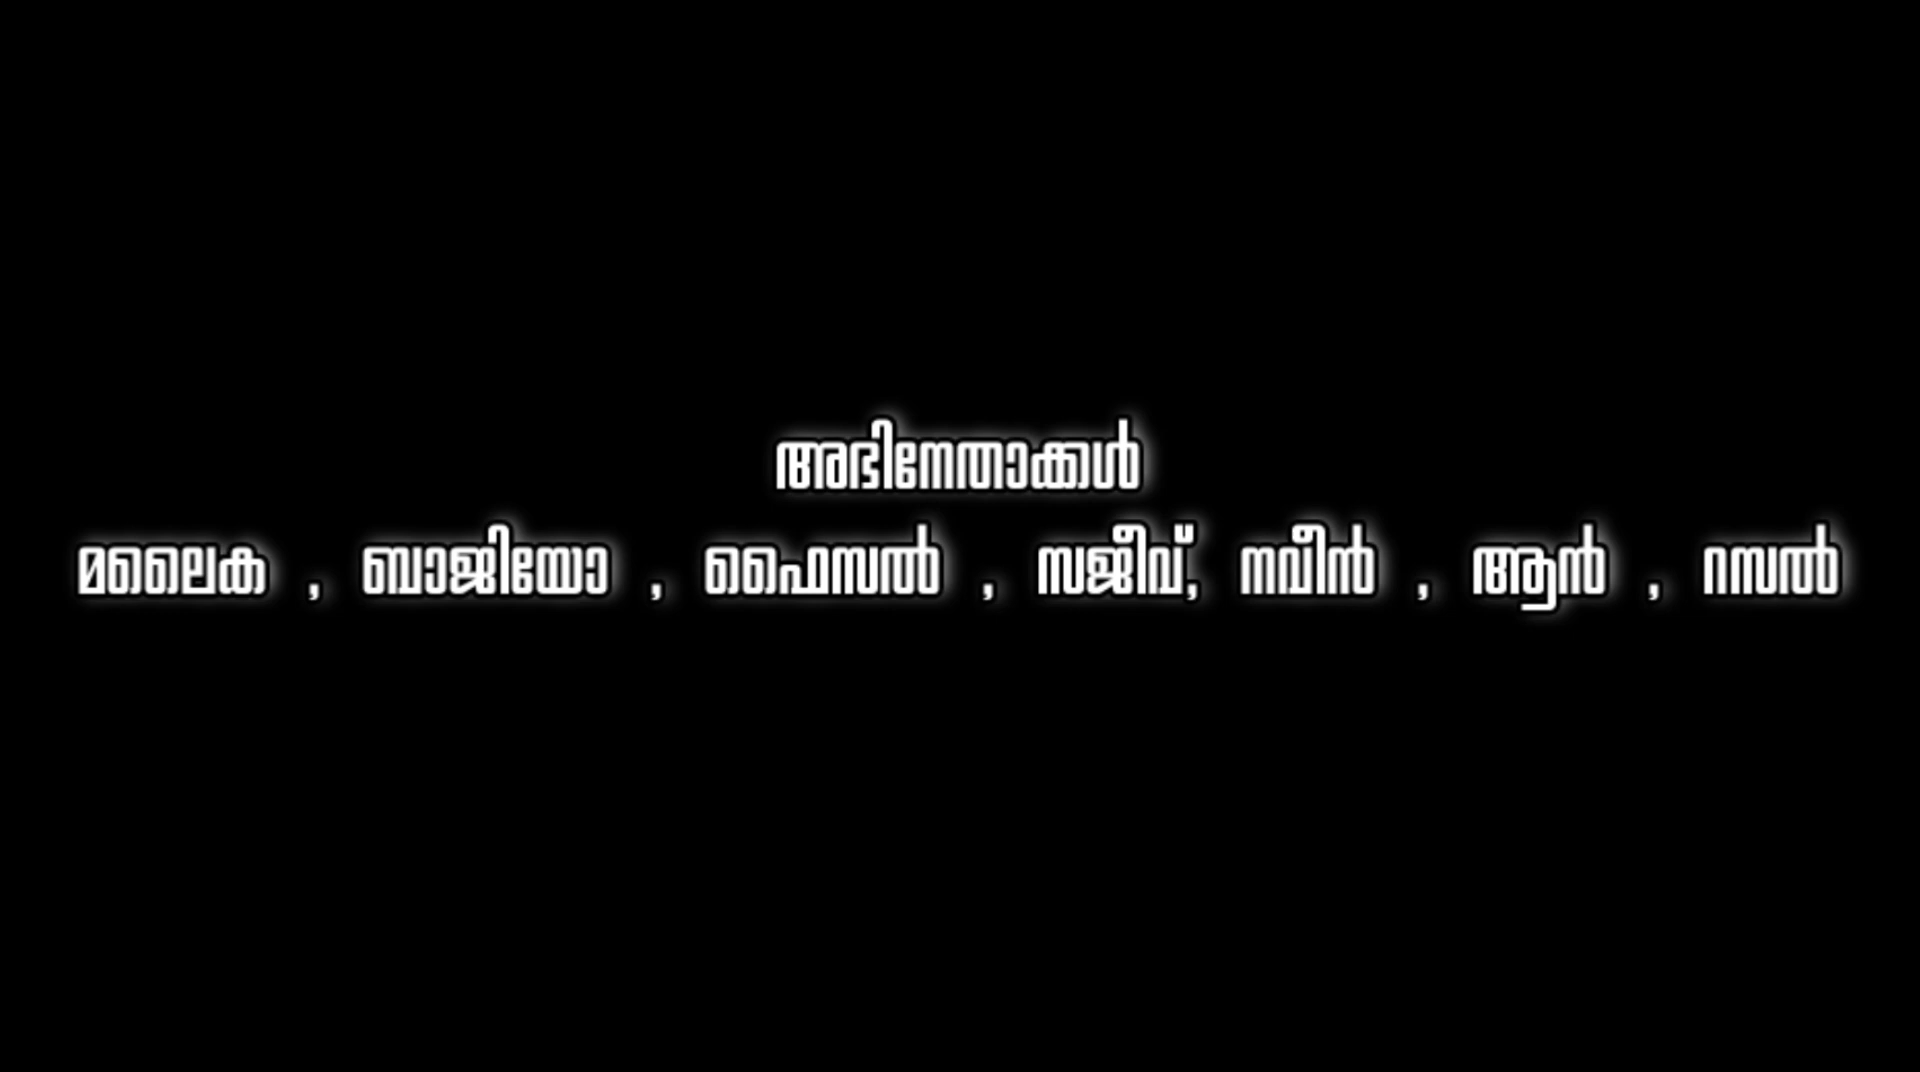 അഭിനേതാക്കൾ
മലൈക , ബാജിയോ , ഫൈസൽ , സജീവ്, നവീൻ , ആൻ , റസൽ